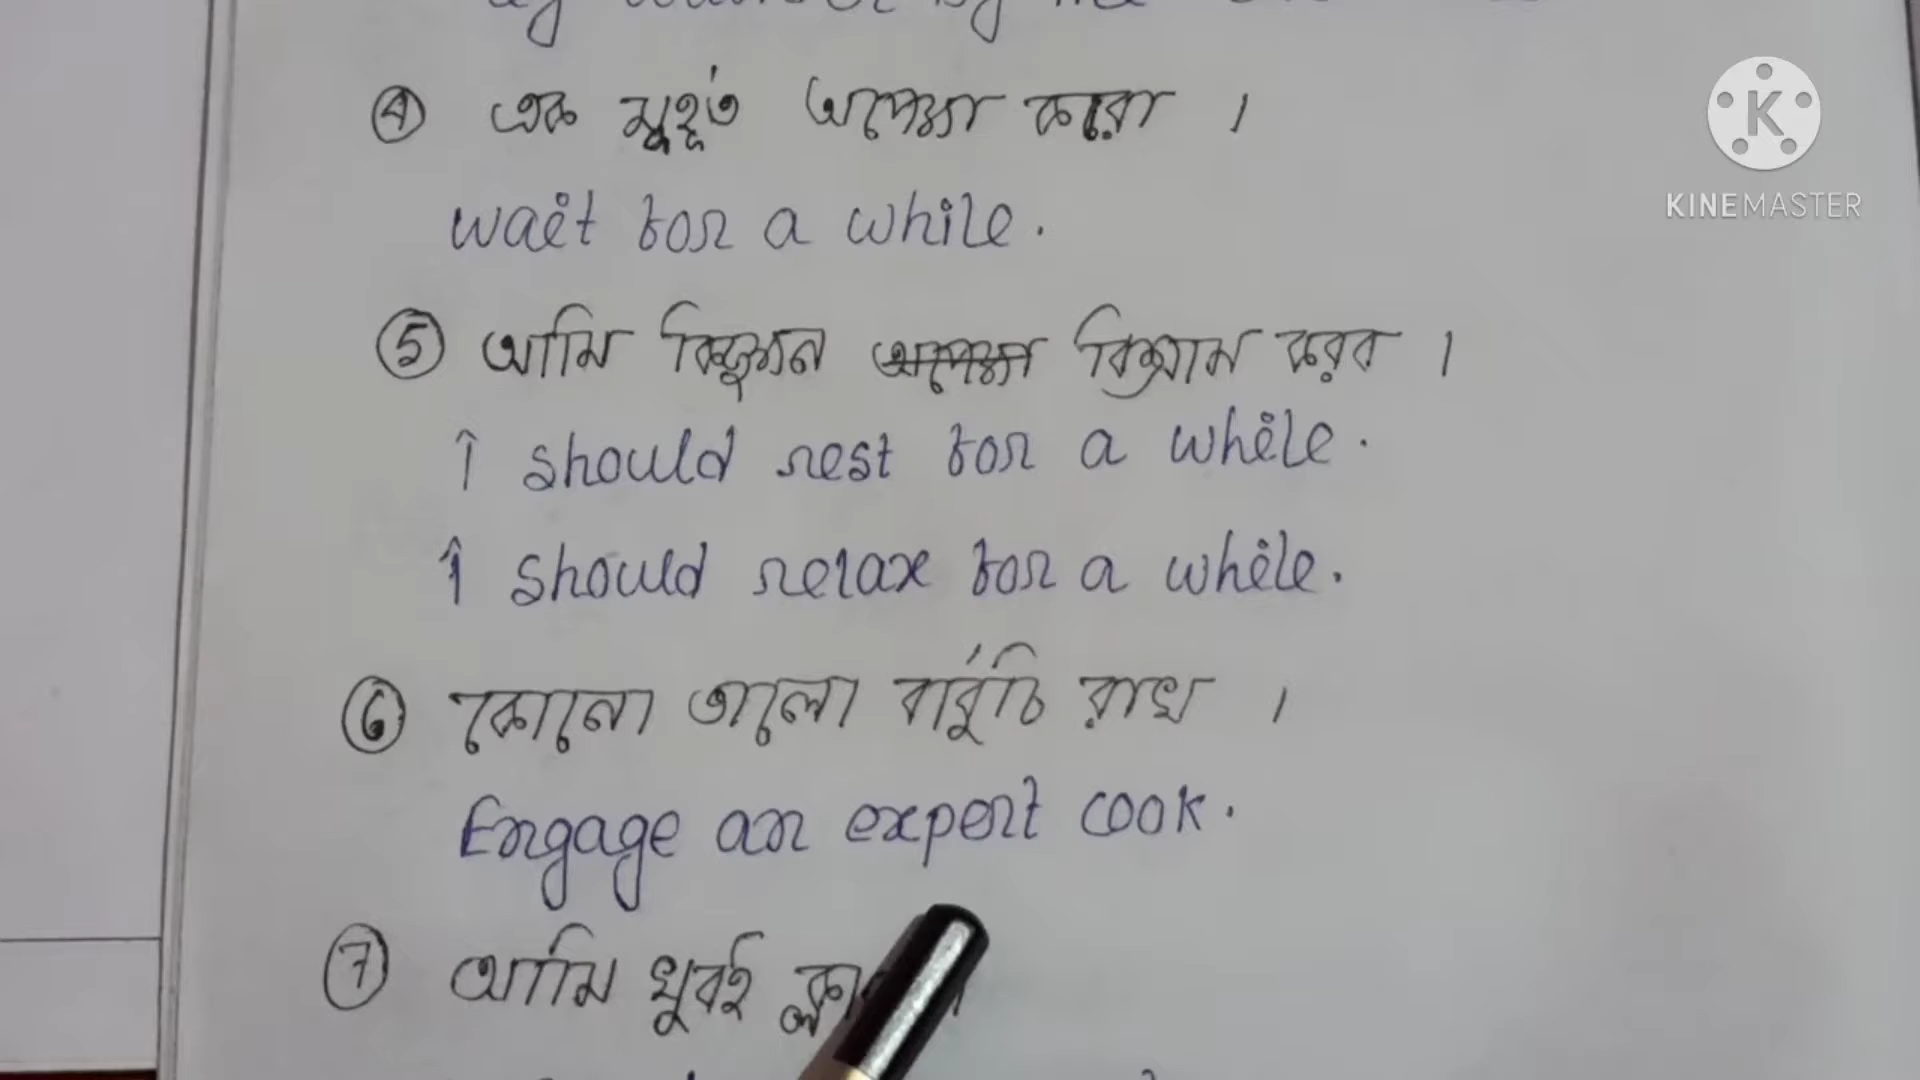 ④ এক মুহূর্ত অপেক্ষা করো ।
wait for a while.
⑤ আমি কিছুক্ষন অপেক্ষা বিশ্রাম করব ।
I should rest for a while.
I should relax for a while.
⑥ কোনো ভালো বাবুর্চি রাখ ।
Engage an expert cook.
⑦ আমি খুবই
K
KINEMASTER